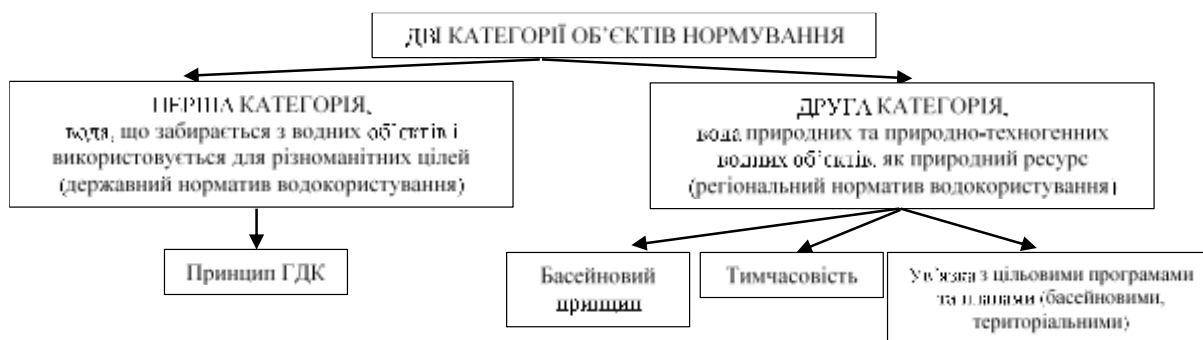 ДВІ КАТЕГОРІЇ ОБ’ЄКТІВ НОРМУВАННЯ
ПЕРША КАТЕГОРІЯ,
вода, що забирається з водних об’єктів і
використовується для різноманітних цілей
(державний норматив водокористування)
ДРУГА КАТЕГОРІЯ,
вода природних та природно-техногенних
водних об’єктів, як природний ресурс
(регіональний норматив водокористування)
Принцип ГДК
Басейновий
принцип
Тимчасовість
Ув’язка з цільовими програмами
та планами (басейновими,
територіальними)